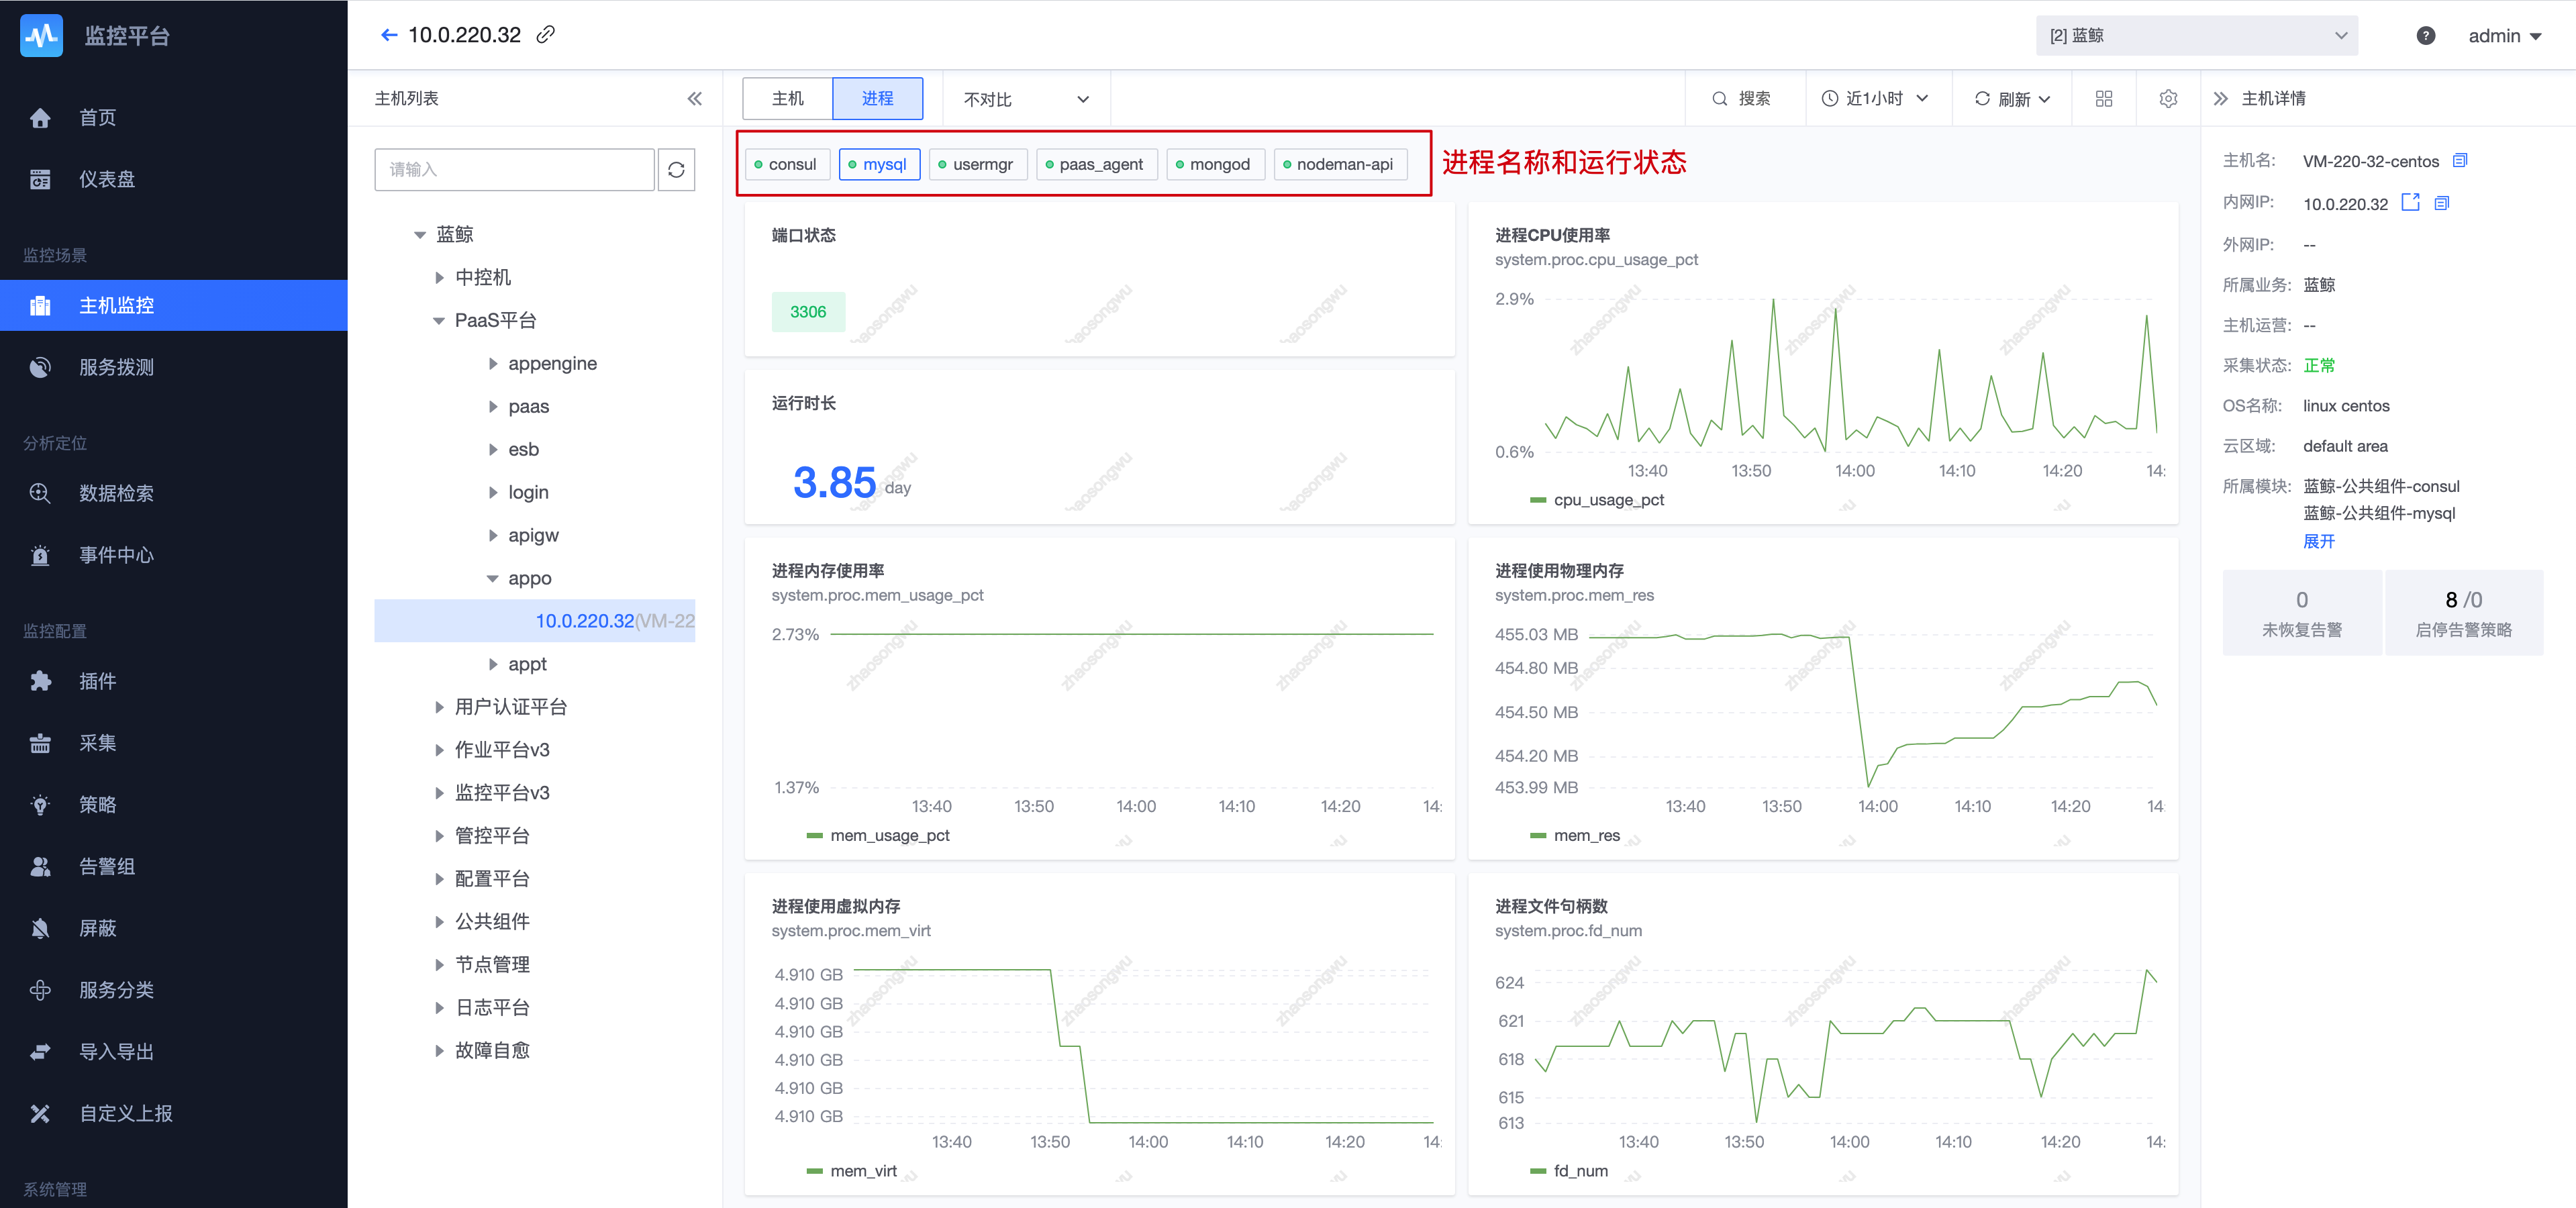 监控平台
首页
仪表盘
监控场景
主机监控
服务拨测
分析定位
数据检索
事件中心
监控配置
插件
采集
策略
告警组
屏蔽
服务分类
导入导出
自定义上报
系统管理
10.0.220.32
[2] 蓝鲸
admin
主机列表
请输入
蓝鲸
中控机
PaaS平台
appengine
paas
esb
login
apigw
appo
10.0.220.32(VM-22
appt
用户认证平台
作业平台v3
监控平台v3
管控平台
配置平台
公共组件
节点管理
日志平台
故障自愈
主机 进程 不对比
搜索 近1小时 刷新
consul mysql usermgr paas_agent mongod nodeman-api
进程名称和运行状态
端口状态
3306
运行时长
3.85 day
进程CPU使用率
system.proc.cpu_usage_pct
2.9%
0.6%
13:40 13:50 14:00 14:10 14:20 14:
cpu_usage_pct
进程内存使用率
system.proc.mem_usage_pct
2.73%
1.37%
13:40 13:50 14:00 14:10 14:20 14:
mem_usage_pct
进程使用物理内存
system.proc.mem_res
455.03 MB
454.80 MB
454.50 MB
454.20 MB
453.99 MB
13:40 13:50 14:00 14:10 14:20 14:
mem_res
进程使用虚拟内存
system.proc.mem_virt
4.910 GB
4.910 GB
4.910 GB
4.910 GB
4.910 GB
4.910 GB
13:40 13:50 14:00 14:10 14:20 14:
mem_virt
进程文件句柄数
system.proc.fd_num
624
621
618
615
613
13:40 13:50 14:00 14:10 14:20 14:
fd_num
zhaosongwu
主机详情
主机名: VM-220-32-centos
内网IP: 10.0.220.32
外网IP: --
所属业务: 蓝鲸
主机运营: --
采集状态: 正常
OS名称: linux centos
云区域: default area
所属模块: 蓝鲸-公共组件-consul
蓝鲸-公共组件-mysql
展开
0
未恢复告警
8 /0
启停告警策略